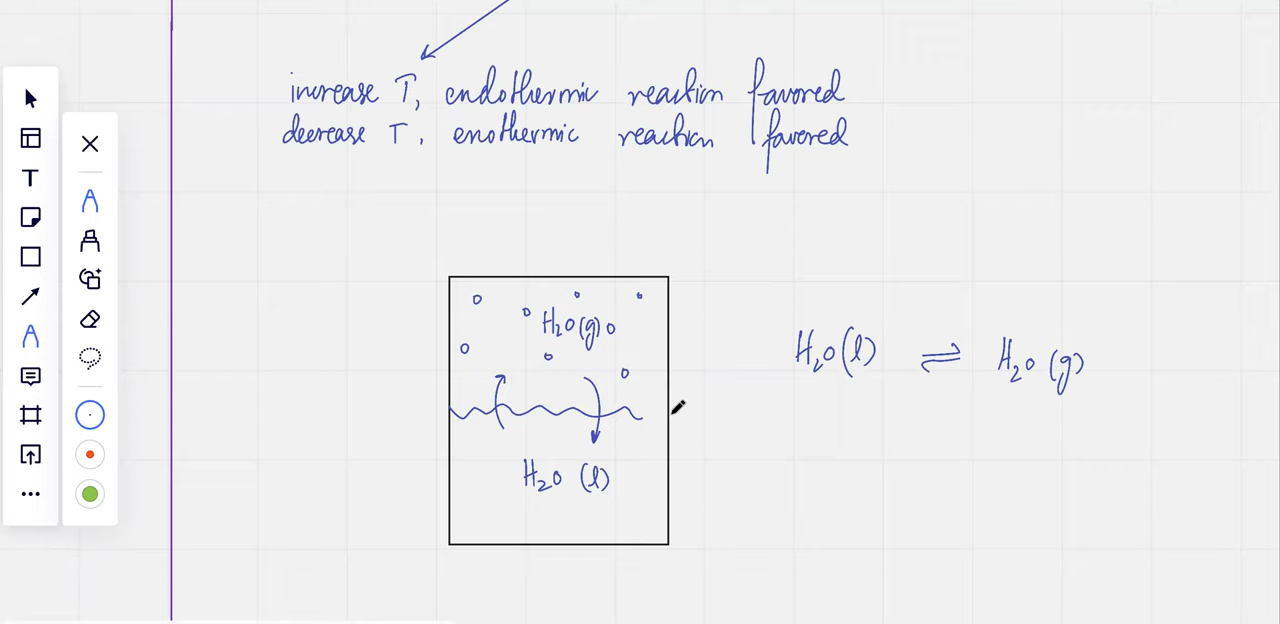 increase T, endothermic reaction favored
decrease T, exothermic reaction favored
H₂O(g)
H₂O(l) ⇌ H₂O(g)
H₂O (l)
T